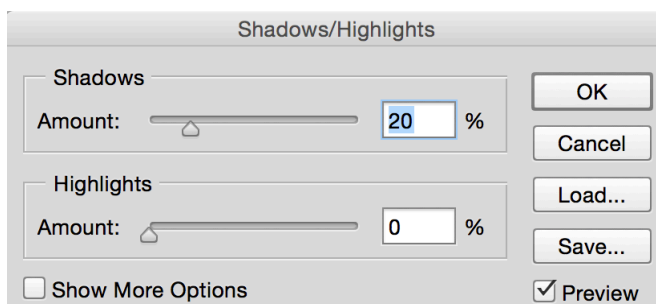 Shadows/Highlights
Shadows
Amount: 20 %
Highlights
Amount: 0 %
Show More Options
OK
Cancel
Load...
Save...
Preview